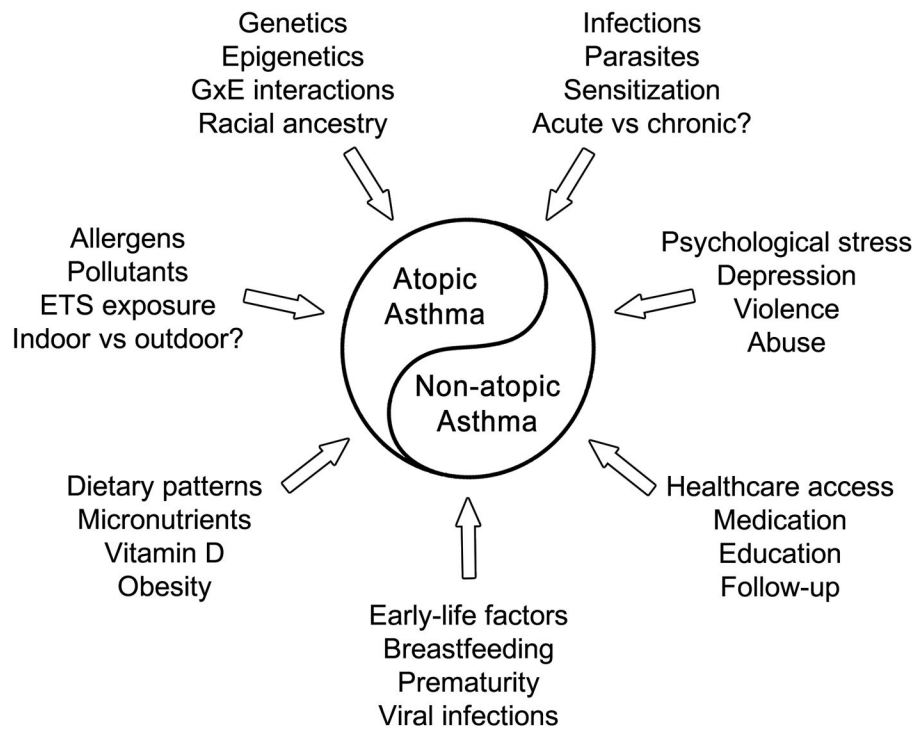 Genetics
Epigenetics
GxE interactions
Racial ancestry
Infections
Parasites
Sensitization
Acute vs chronic?
Allergens
Pollutants
ETS exposure
Indoor vs outdoor?
Atopic
Asthma
Non-atopic
Asthma
Psychological stress
Depression
Violence
Abuse
Dietary patterns
Micronutrients
Vitamin D
Obesity
Early-life factors
Breastfeeding
Prematurity
Viral infections
Healthcare access
Medication
Education
Follow-up